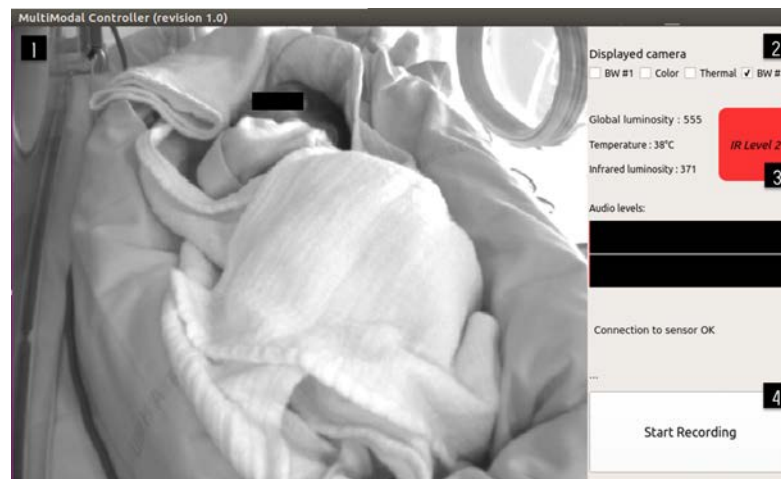 MultiModal Controller (revision 1.0)
1
2
Displayed camera
BW #1 Color Thermal BW #
Global luminosity : 555
Temperature : 38°C
IR Level 2
Infrared luminosity : 371
3
Audio levels:
Connection to sensor OK
...
4
Start Recording